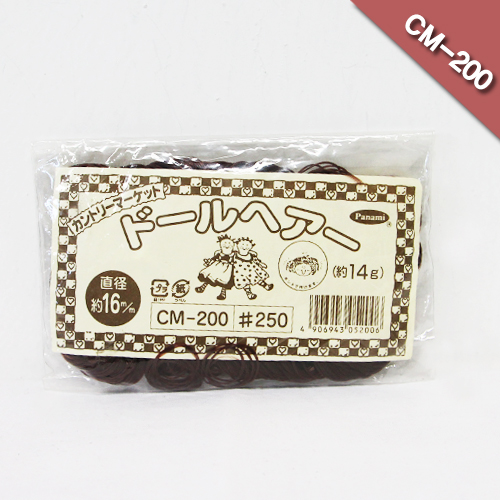 CM-200
カントリーマーケット
ドールヘアー
Panami
®
直径
約16m/m
(約14g)
CM-200 #250
4 906943 052006